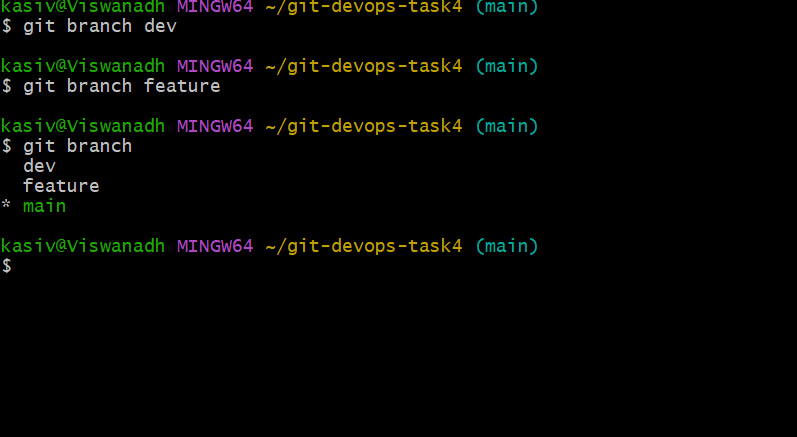 kasiv@Viswanadh MINGW64 ~/git-devops-task4 (main)
$ git branch dev
kasiv@Viswanadh MINGW64 ~/git-devops-task4 (main)
$ git branch feature
kasiv@Viswanadh MINGW64 ~/git-devops-task4 (main)
$ git branch
dev
feature
* main
kasiv@Viswanadh MINGW64 ~/git-devops-task4 (main)
$